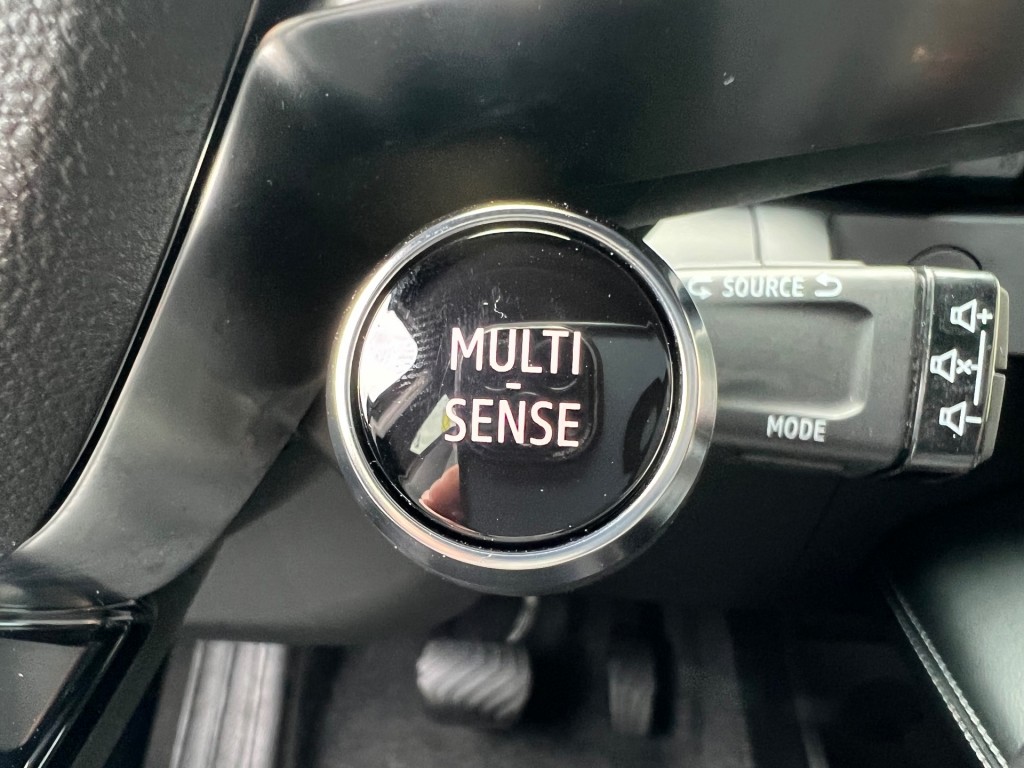 MULTI
-
SENSE
SOURCE
MODE
+
x
-